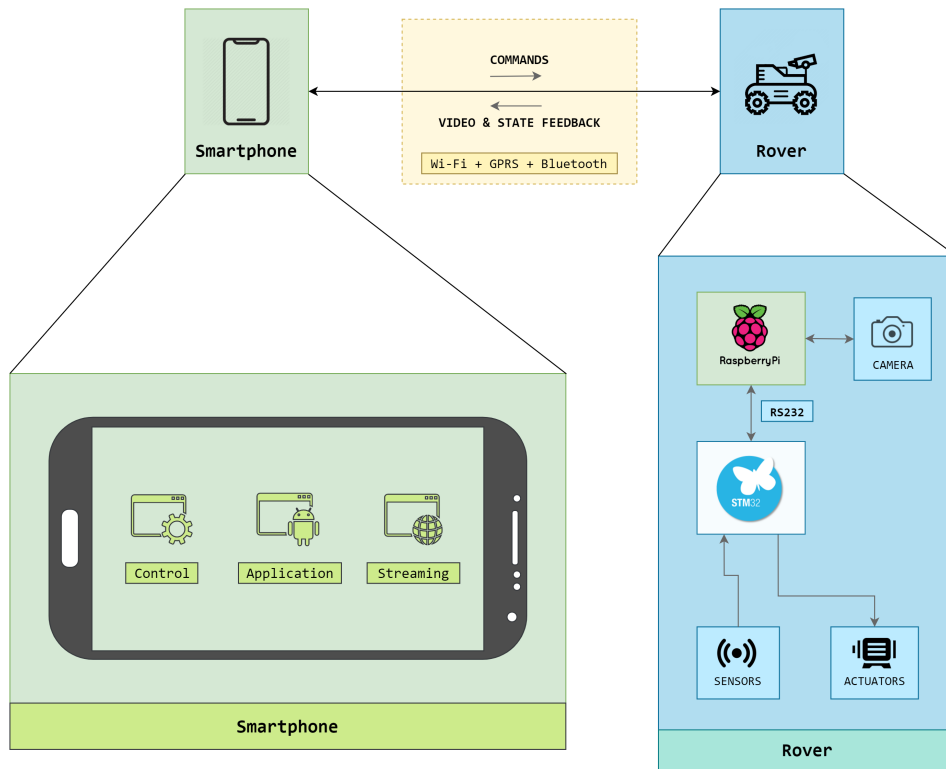 COMMANDS
VIDEO & STATE FEEDBACK
Wi-Fi + GPRS + Bluetooth
Smartphone
Rover
RaspberryPi
CAMERA
RS232
STM32
Control
Application
Streaming
SENSORS
ACTUATORS
Smartphone
Rover